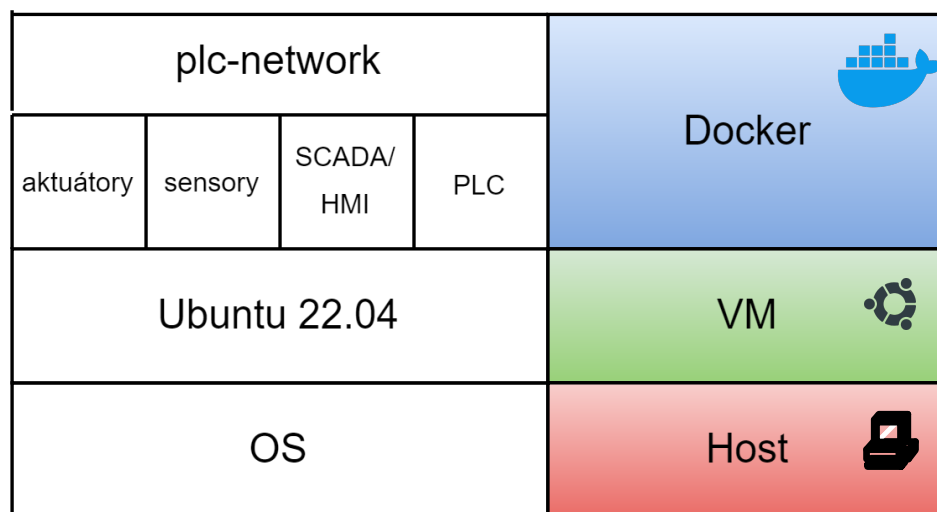 plc-network
Docker
aktuátory
sensory
SCADA/
HMI
PLC
Ubuntu 22.04
VM
OS
Host